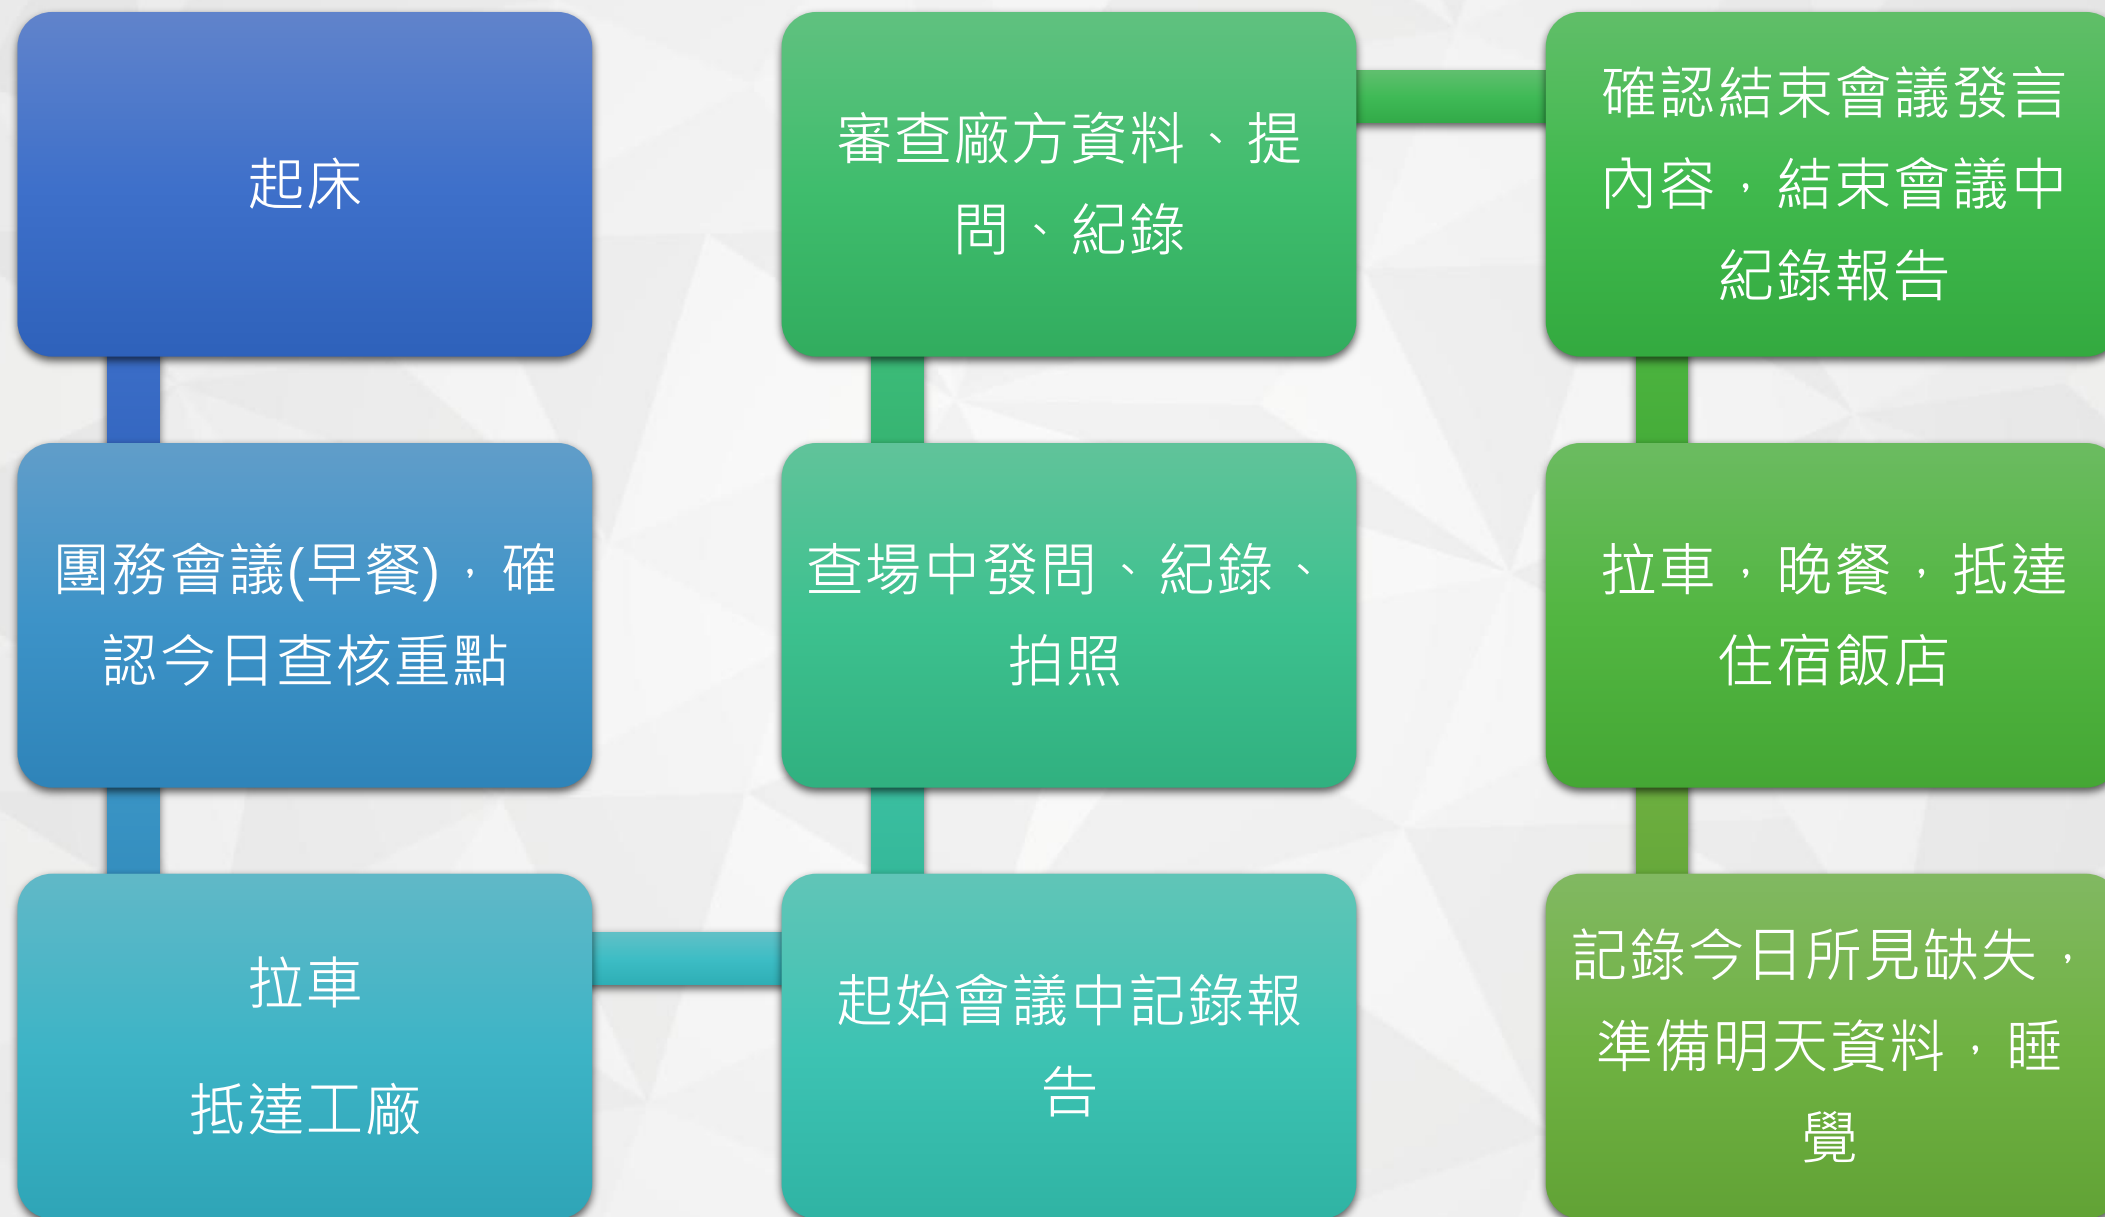 起床
團務會議(早餐)，確
認今日查核重點
拉車
抵達工廠
起始會議中記錄報
告
查場中發問、紀錄、
拍照
審查廠方資料、提
問、紀錄
確認結束會議發言
內容，結束會議中
紀錄報告
拉車，晚餐，抵達
住宿飯店
記錄今日所見缺失，
準備明天資料，睡
覺